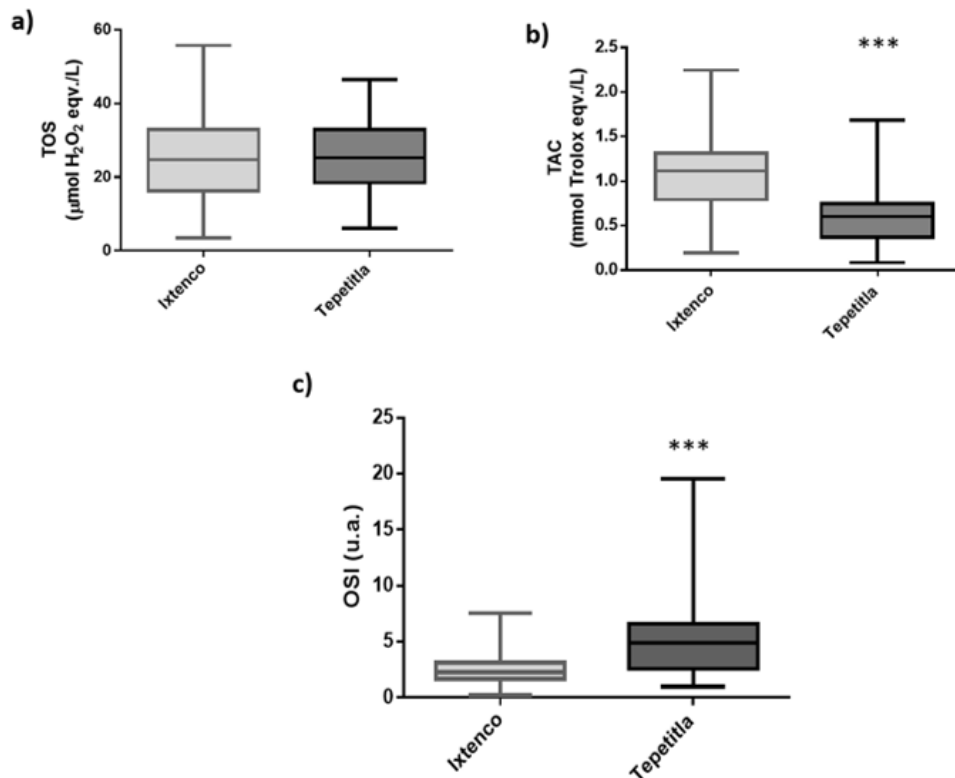 a)
60
40
20
0
TOS
(μmol H₂O₂ eqv./L)
Ixtenco
Tepetitla
b)
***
2.5
2.0
1.5
1.0
0.5
0.0
TAC
(mmol Trolox eqv./L)
Ixtenco
Tepetitla
c)
***
25
20
15
10
5
0
OSI (u.a.)
Ixtenco
Tepetitla